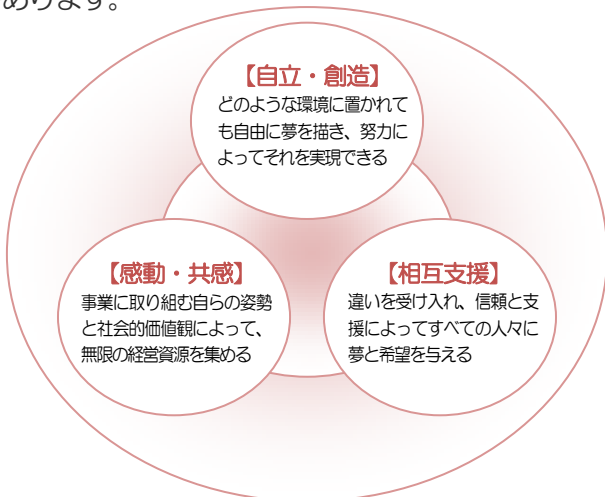 あります。
【自立・創造】
どのような環境に置かれて
も自由に夢を描き、努力に
よってそれを実現できる
【感動・共感】
事業に取り組む自らの姿勢
と社会的価値観によって、
無限の経営資源を集める
【相互支援】
違いを受け入れ、信頼と支
援によってすべての人々に
夢と希望を与える